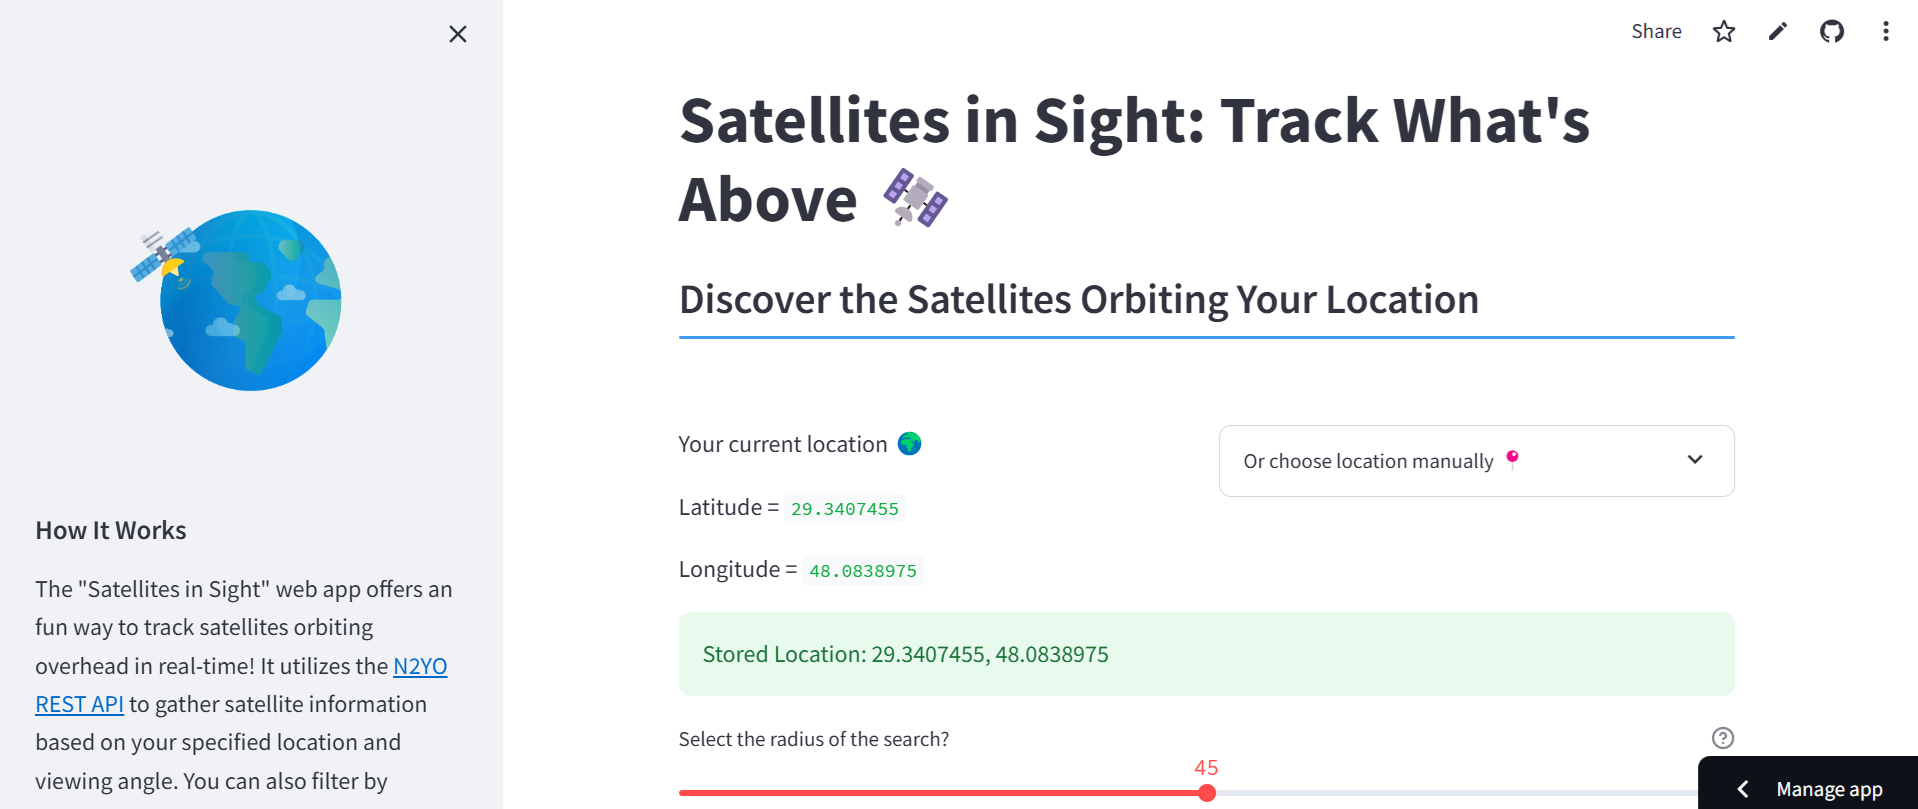 Share
Satellites in Sight: Track What's
Above
Discover the Satellites Orbiting Your Location
Your current location
Or choose location manually
Latitude = 29.3407455
Longitude = 48.0838975
Stored Location: 29.3407455, 48.0838975
Select the radius of the search?
45
Manage app
How It Works
The "Satellites in Sight" web app offers an
fun way to track satellites orbiting
overhead in real-time! It utilizes the N2YO
REST API to gather satellite information
based on your specified location and
viewing angle. You can also filter by